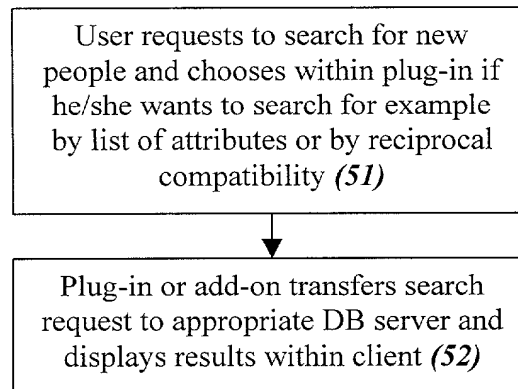 User requests to search for new
people and chooses within plug-in if
he/she wants to search for example
by list of attributes or by reciprocal
compatibility (51)
Plug-in or add-on transfers search
request to appropriate DB server and
displays results within client (52)